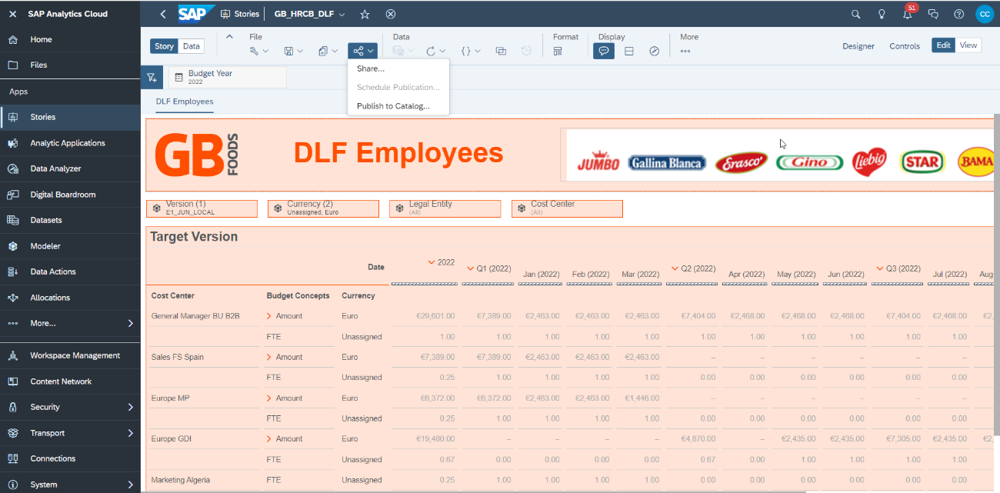 SAP Analytics Cloud
Home
Files
Apps
Stories
Analytic Applications
Data Analyzer
Digital Boardroom
Datasets
Modeler
Data Actions
Allocations
More...
Workspace Management
Content Network
Security
Transport
Connections
System
SAP Stories GB_HRCB_DLF
51
CC
Story Data
File
Data
Format
Display
More
Designer Controls Edit View
Share...
Schedule Publication...
Publish to Catalog...
Budget Year
2022
DLF Employees
GB FOODS
DLF Employees
JUMBO Gallina Blanca Erasco Gino Liebig STAR BAMA
Version (1)
E1_JUN_LOCAL
Currency (2)
Unassigned, Euro
Legal Entity
(All)
Cost Center
(All)
Target Version
Date 2022 Q1 (2022) Jan (2022) Feb (2022) Mar (2022) Q2 (2022) Apr (2022) May (2022) Jun (2022) Q3 (2022) Jul (2022) Aug
Cost Center Budget Concepts Currency
General Manager BU B2B Amount Euro €29,601.00 €7,389.00 €2,463.00 €2,463.00 €2,463.00 €7,404.00 €2,468.00 €2,468.00 €2,468.00 €7,404.00 €2,468.00 €2,
FTE Unassigned 1.00 1.00 1.00 1.00 1.00 1.00 1.00 1.00 1.00 1.00 1.00
Sales FS Spain Amount Euro €7,389.00 €7,389.00 €2,463.00 €2,463.00 €2,463.00 – – – – – –
FTE Unassigned 0.25 1.00 1.00 1.00 1.00 0.00 0.00 0.00 0.00 0.00 0.00
Europe MP Amount Euro €6,372.00 €6,372.00 €2,463.00 €2,463.00 €1,446.00 – – – – – –
FTE Unassigned 0.25 1.00 1.00 1.00 1.00 0.00 0.00 0.00 0.00 0.00 0.00
Europe GDI Amount Euro €19,480.00 – – – – €4,870.00 – €2,435.00 €2,435.00 €7,305.00 €2,435.00 €2,
FTE Unassigned 0.67 0.00 0.00 0.00 0.00 0.67 0.00 1.00 1.00 1.00 1.00
Marketing Algeria FTE Unassigned 0.25 1.00 1.00 1.00 1.00 0.00 0.00 0.00 0.00 0.00 0.00